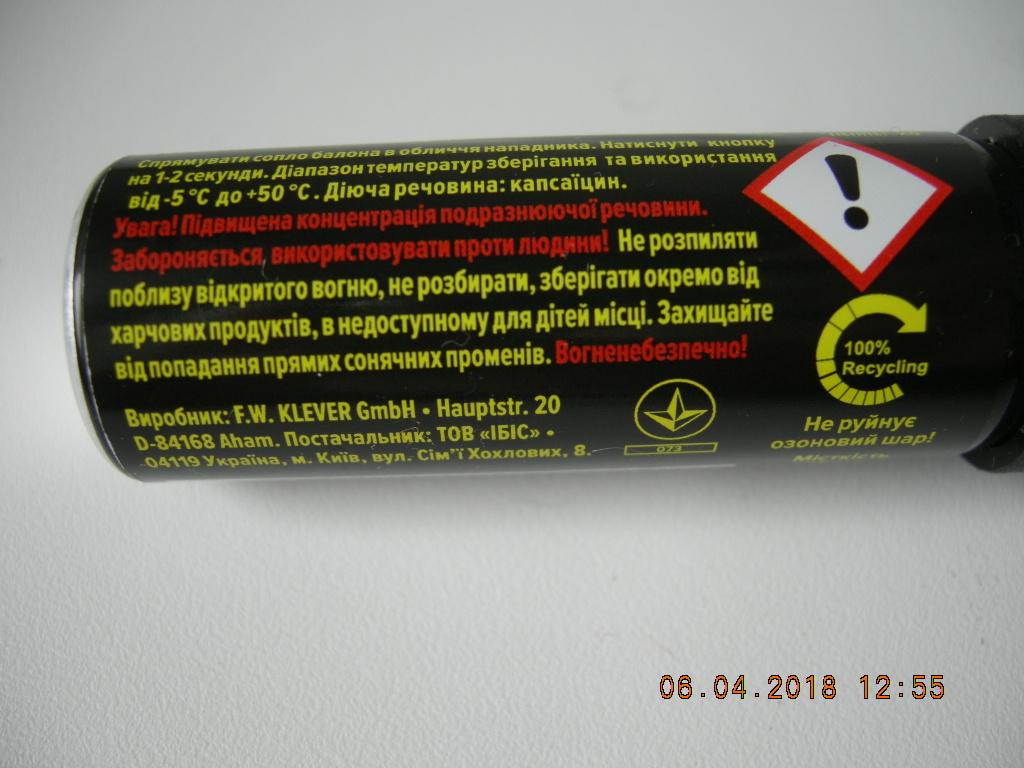 Спрямувати сопло балона в обличчя нападника. Натиснути кнопку
на 1-2 секунди. Діапазон температур зберігання та використання
від -5 °C до +50 °C. Діюча речовина: капсаїцин.
Увага! Підвищена концентрація подразнюючої речовини.
Забороняється, використовувати проти людини! Не розпиляти
поблизу відкритого вогню, не розбирати, зберігати окремо від
харчових продуктів, в недоступному для дітей місці. Захищайте
від попадання прямих сонячних променів. Вогненебезпечно!
Виробник: F.W. KLEVER GmbH • Hauptstr. 20
D-84168 Aham. Постачальник: ТОВ «ІБІС» •
04119 Україна, м. Київ, вул. Сім’ї Хохлових, 8.
073
100%
Recycling
Не руйнує
озоновий шар!
Місткість
06.04.2018 12:55